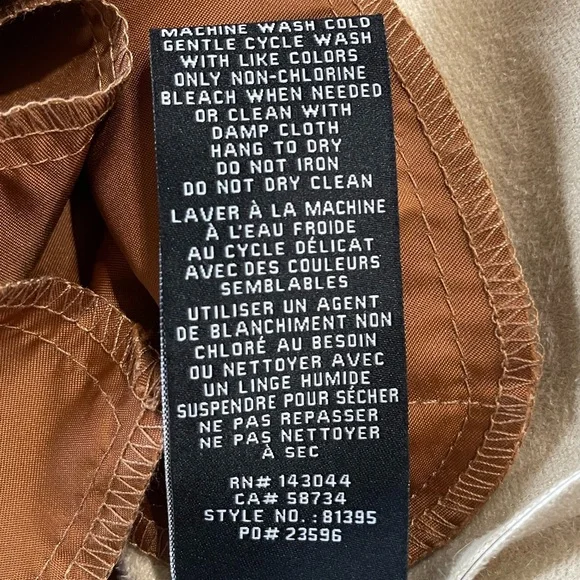 MACHINE WASH COLD
GENTLE CYCLE WASH
WITH LIKE COLORS
ONLY NON-CHLORINE
BLEACH WHEN NEEDED
OR CLEAN WITH
DAMP CLOTH
HANG TO DRY
DO NOT IRON
DO NOT DRY CLEAN
LAVER À LA MACHINE
À L'EAU FROIDE
AU CYCLE DÉLICAT
AVEC DES COULEURS
SEMBLABLES
UTILISER UN AGENT
DE BLANCHIMENT NON
CHLORÉ AU BESOIN
OU NETTOYER AVEC
UN LINGE HUMIDE
SUSPENDRE POUR SÉCHER
NE PAS REPASSER
NE PAS NETTOYER
À SEC
RN# 143044
CA# 58734
STYLE NO.:81395
PO# 23596